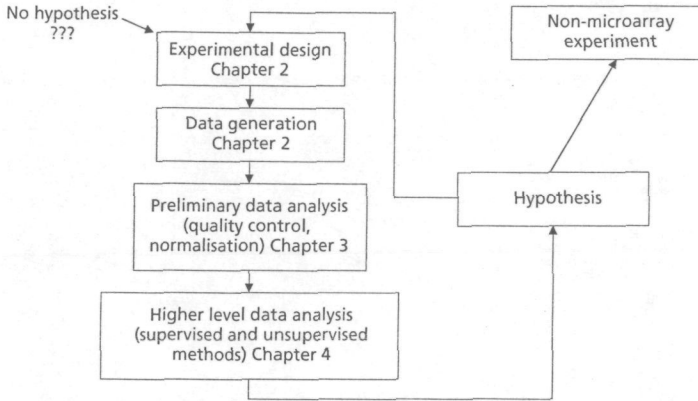 No hypothesis
???
Experimental design
Chapter 2
Data generation
Chapter 2
Preliminary data analysis
(quality control,
normalisation) Chapter 3
Higher level data analysis
(supervised and unsupervised
methods) Chapter 4
Non-microarray
experiment
Hypothesis